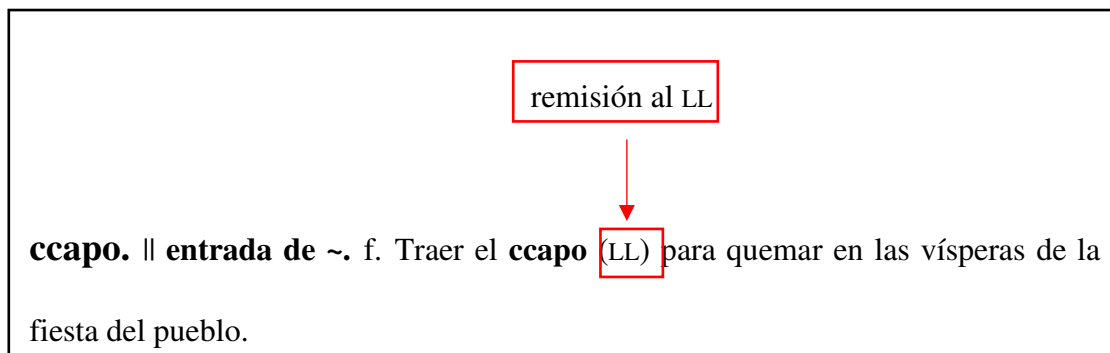 remisión al LL
ccapo. || entrada de ~. f. Traer el ccapo (LL) para quemar en las vísperas de la
fiesta del pueblo.